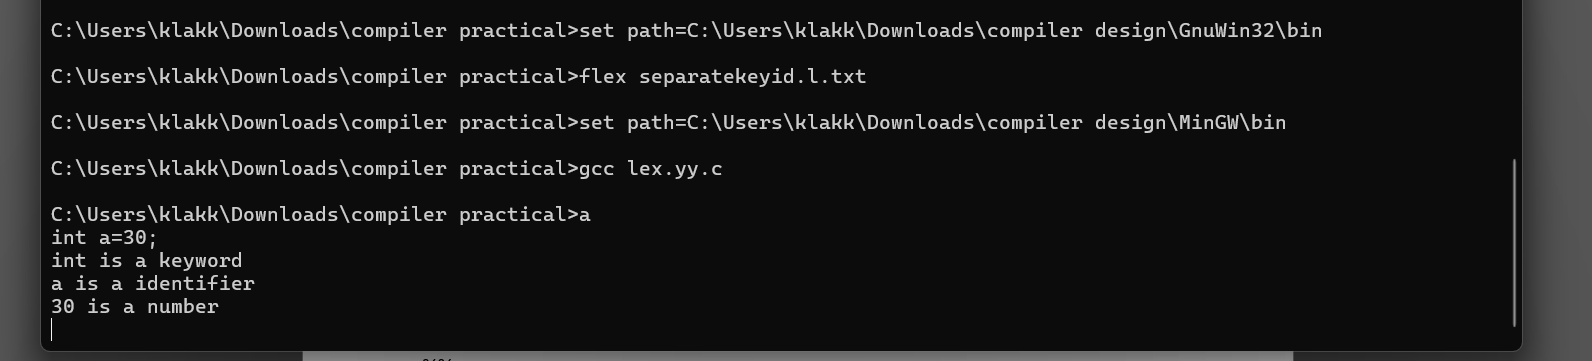 C:\Users\klakk\Downloads\compiler practical>set path=C:\Users\klakk\Downloads\compiler design\GnuWin32\bin
C:\Users\klakk\Downloads\compiler practical>flex separatekeyid.l.txt
C:\Users\klakk\Downloads\compiler practical>set path=C:\Users\klakk\Downloads\compiler design\MinGW\bin
C:\Users\klakk\Downloads\compiler practical>gcc lex.yy.c
C:\Users\klakk\Downloads\compiler practical>a
int a=30;
int is a keyword
a is a identifier
30 is a number